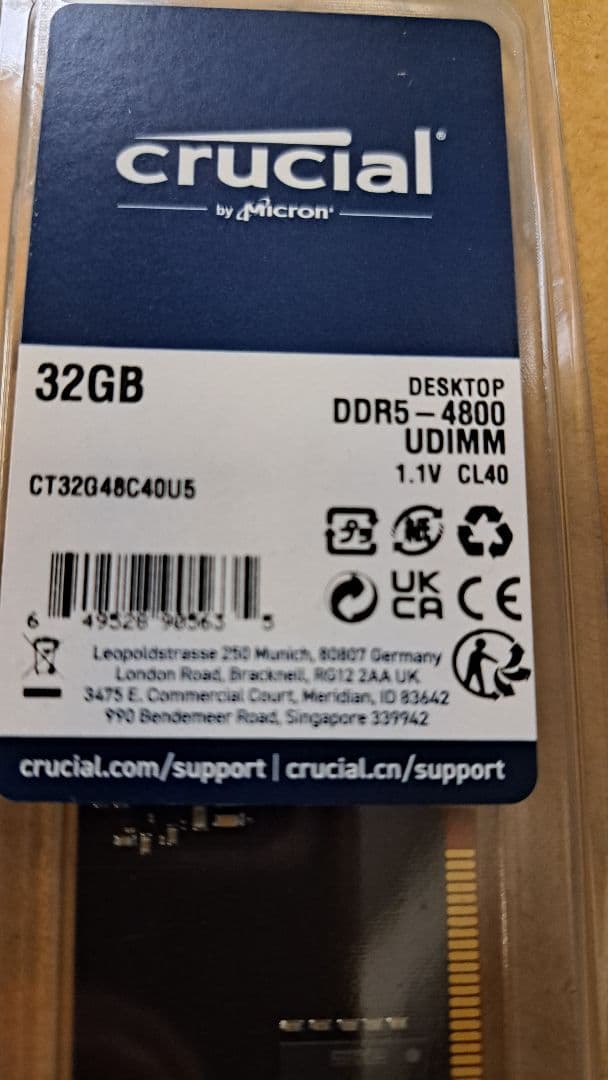 crucial®
by Micron®
32GB
DESKTOP
DDR5-4800
UDIMM
1.1V CL40
CT32G48C40U5
UK
CA CE
6 49528 90563 5
Leopoldstrasse 250 Munich, 80807 Germany
London Road, Bracknell, RG12 2AA UK
3475 E. Commercial Court, Meridian, ID 83642
990 Bendemeer Road, Singapore 339942
crucial.com/support | crucial.cn/support